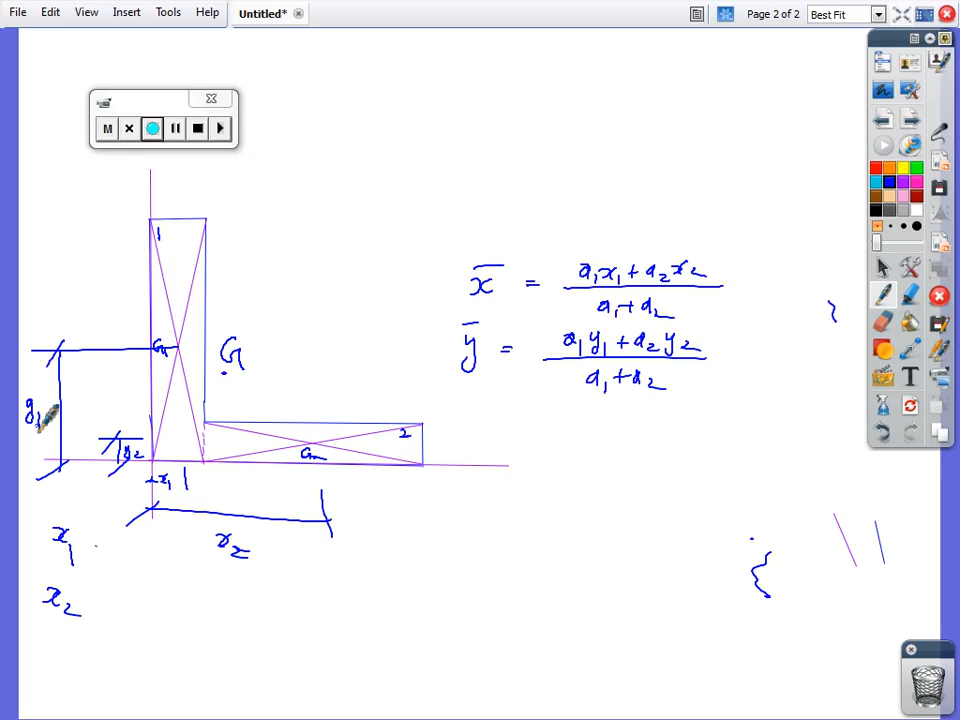 File Edit View Insert Tools Help Untitled* Page 2 of 2 Best Fit
M
1
x̄ = a₁x₁ + a₂x₂ / a₁ + a₂
ȳ = a₁y₁ + a₂y₂ / a₁ + a₂
G₁
G
y₁
2
y₂
G₂
x₁
x₁
x₂
x₂
T